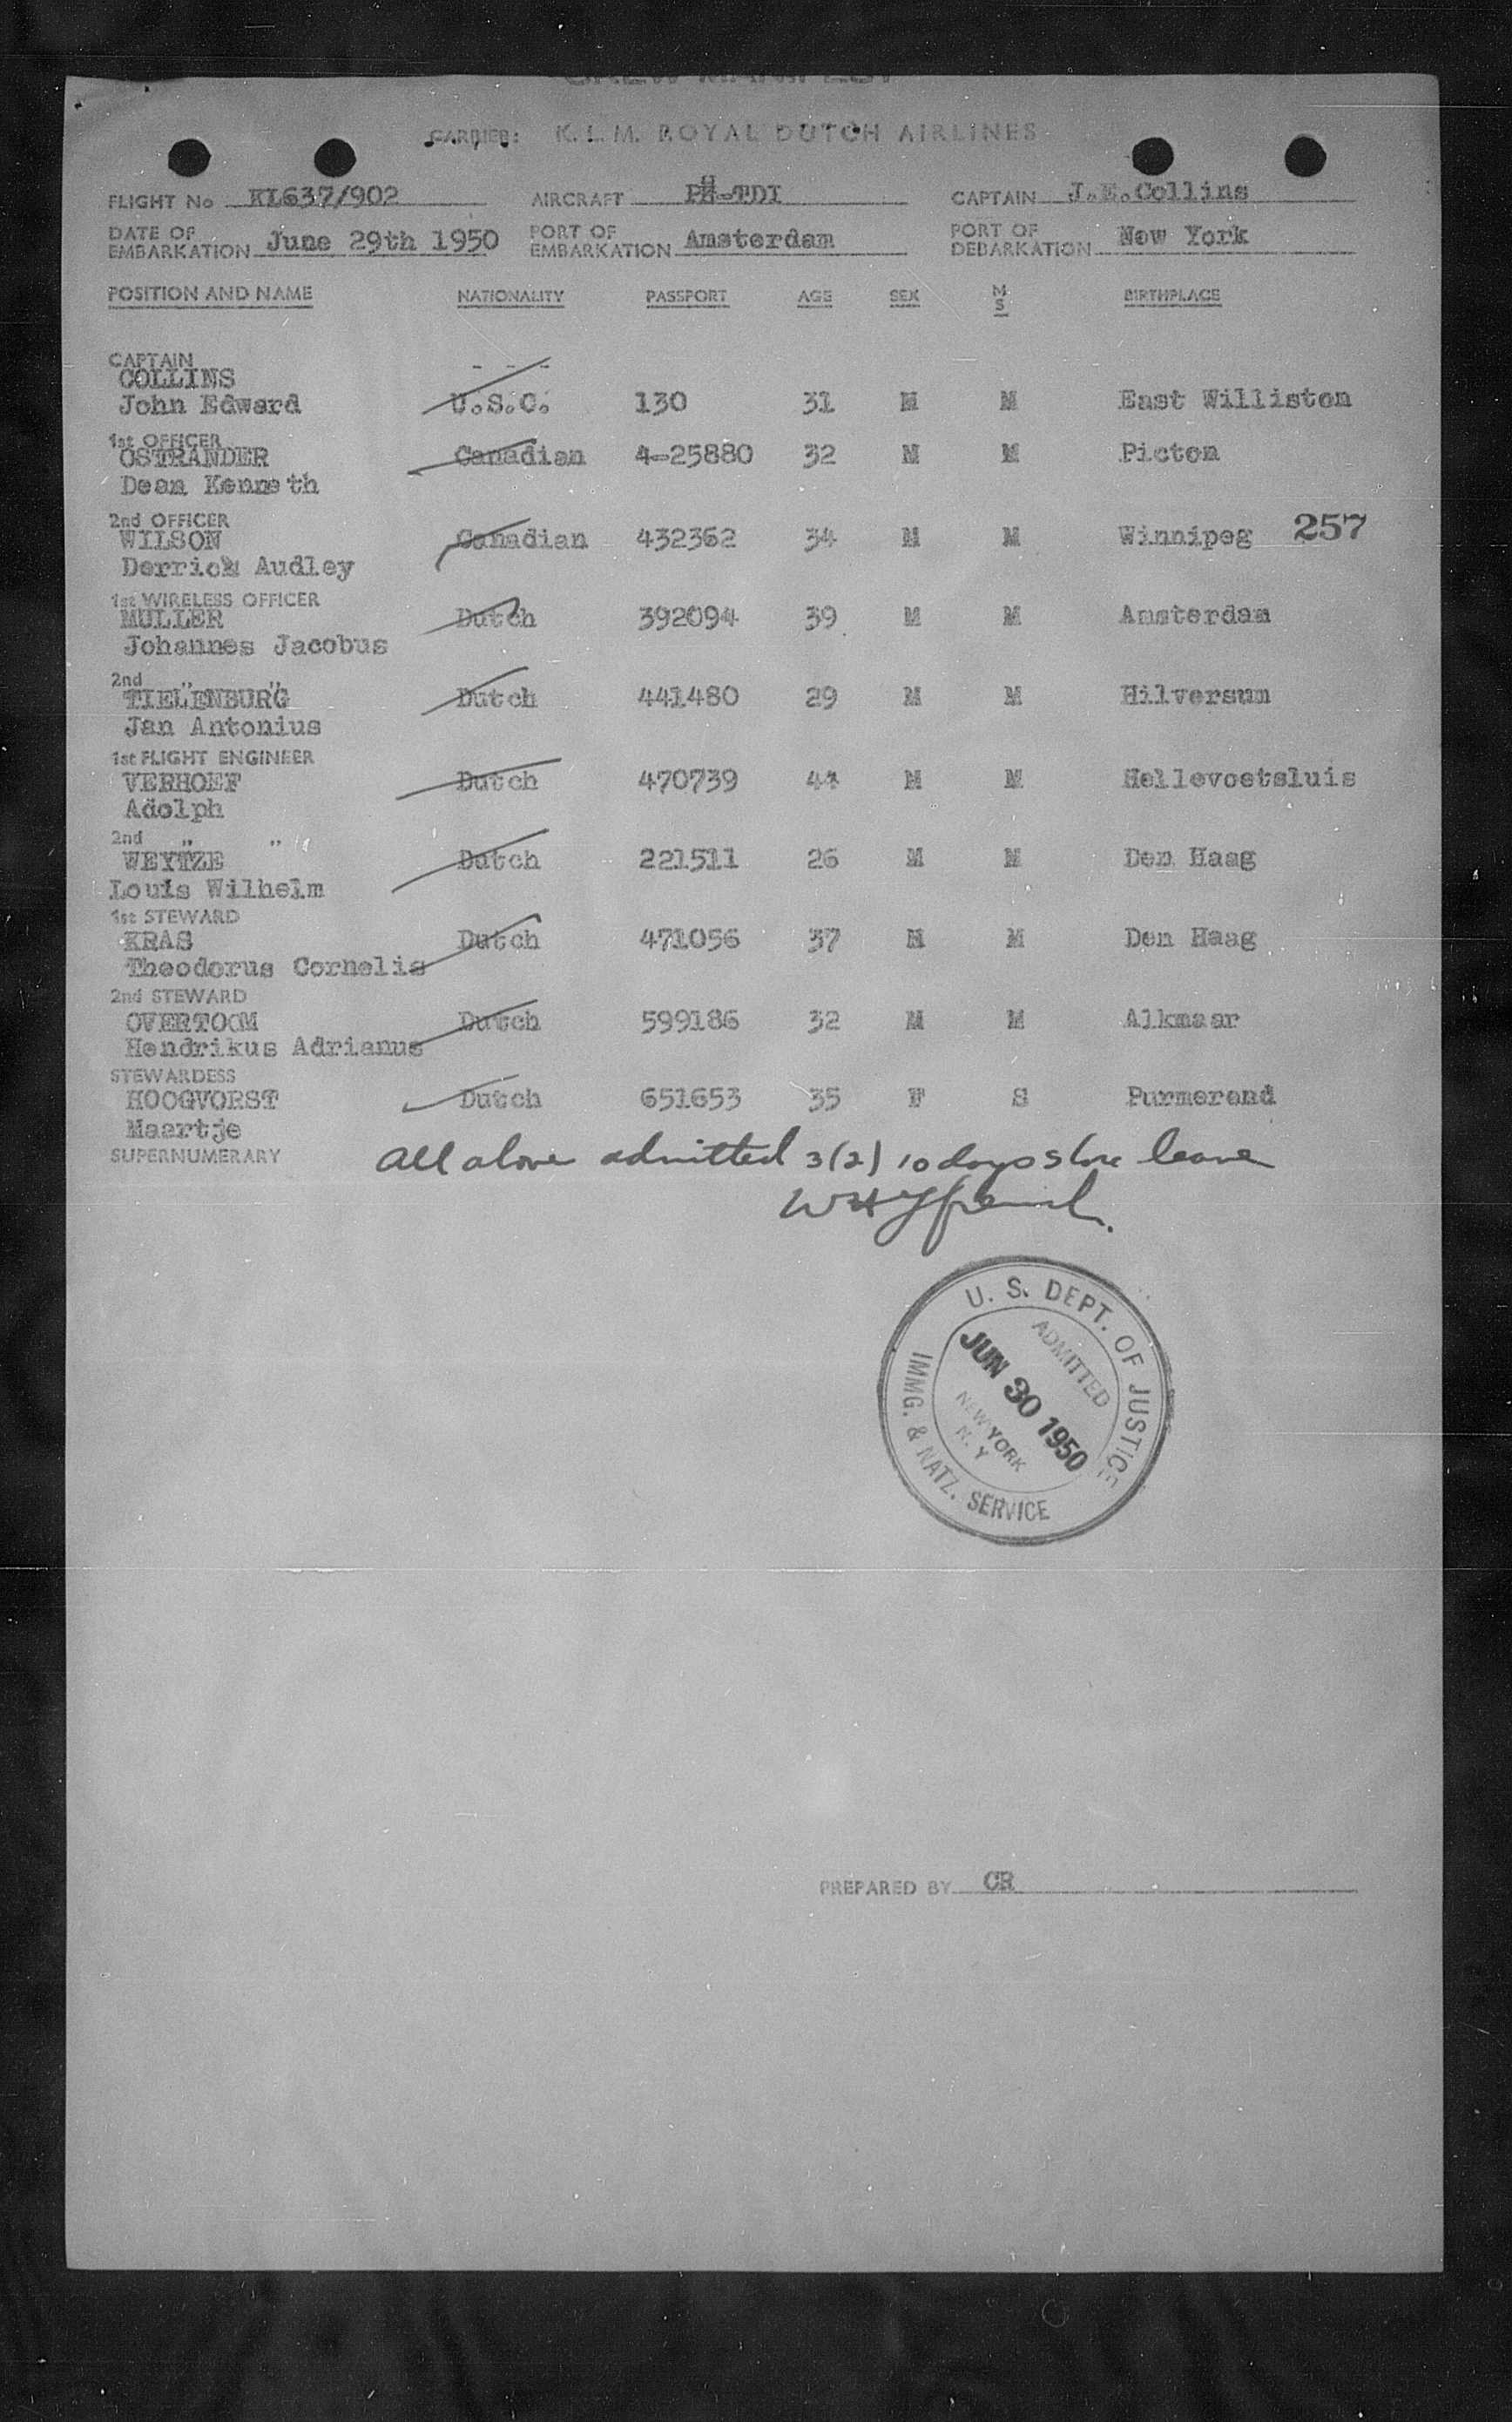 CREW MANIFEST
CARRIER: K.L.M. ROYAL DUTCH AIRLINES
FLIGHT No KL637/902 AIRCRAFT PH-TDI CAPTAIN J.E.Collins
DATE OF EMBARKATION June 29th 1950 PORT OF EMBARKATION Amsterdam PORT OF DEBARKATION New York
POSITION AND NAME NATIONALITY PASSPORT AGE SEX M S BIRTHPLACE
CAPTAIN
COLLINS
John Edward U.S.C. 130 31 M M East Williston
1st OFFICER
OSTRANDER Canadian 4-25880 32 M M Picton
Dean Kenneth
2nd OFFICER
WILSON Canadian 432362 34 M M Winnipeg 257
Derrick Audley
1st WIRELESS OFFICER
MULLER Dutch 392094 39 M M Amsterdam
Johannes Jacobus
2nd " "
TIELENBURG Dutch 441480 29 M M Hilversum
Jan Antonius
1st FLIGHT ENGINEER
VERHOEF Dutch 470739 44 M M Hellevoetsluis
Adolph
2nd " "
WEYTZE Dutch 221511 26 M M Den Haag
Louis Wilhelm
1st STEWARD
KRAS Dutch 471056 37 M M Den Haag
Theodorus Cornelis
2nd STEWARD
OVERTOOM Dutch 599186 32 M M Alkmaar
Hendrikus Adrianus
STEWARDESS
HOOGVORST Dutch 651653 35 F S Purmerend
Maartje
SUPERNUMERARY All above admitted 3(2) 10 days shore leave
U. S. DEPT. OF JUSTICE
ADMITTED
JUN 30 1950
NEW YORK
N. Y
IMMG. & NATZ. SERVICE
PREPARED BY CR